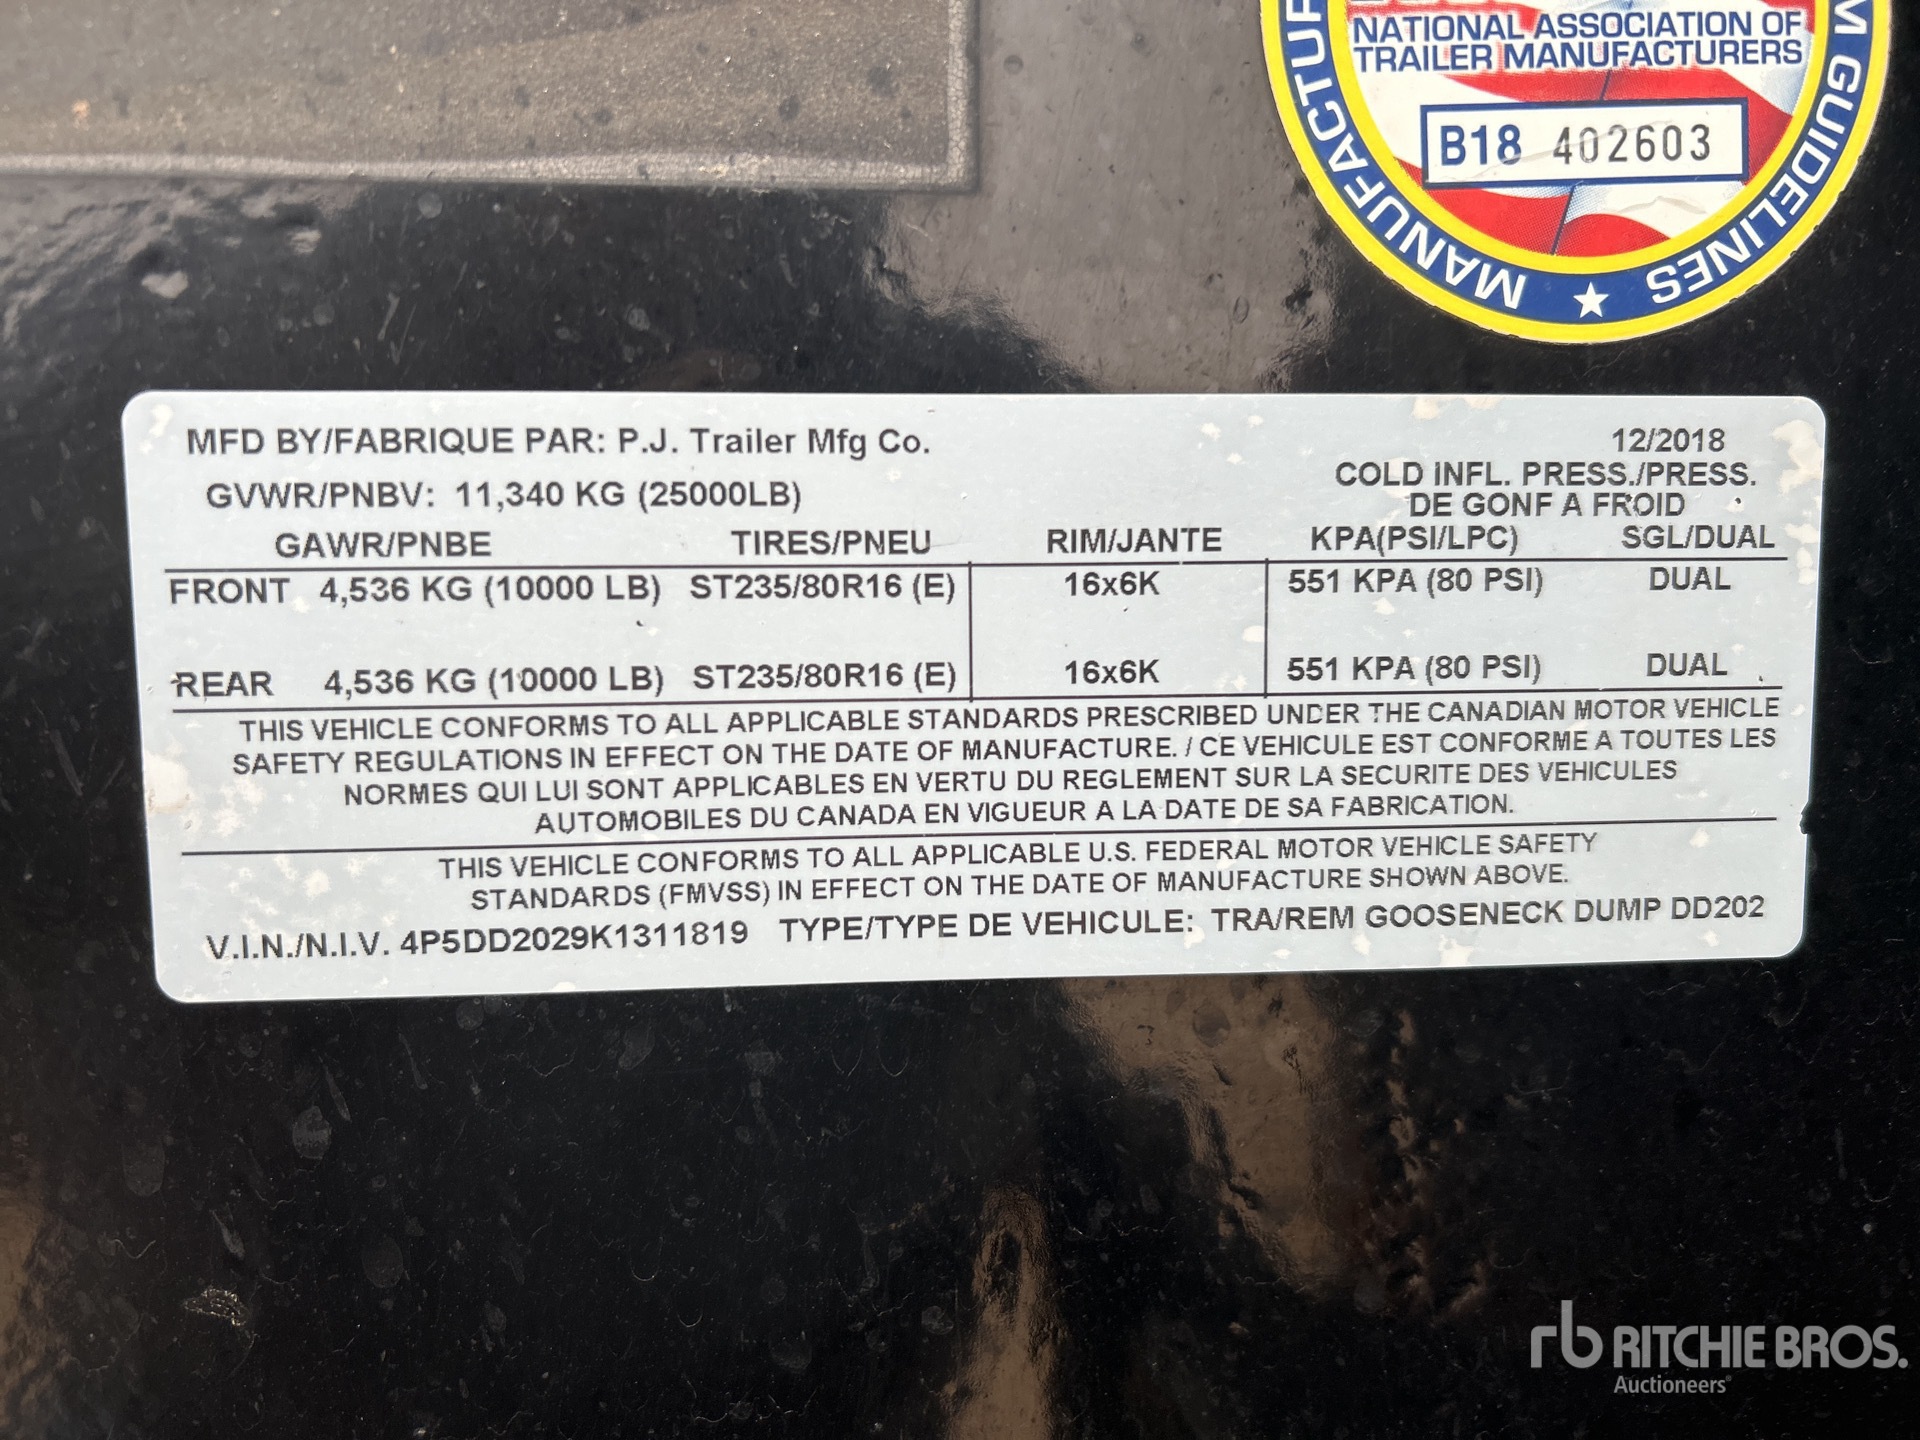 NATIONAL ASSOCIATION OF
TRAILER MANUFACTURERS
B18 402603
GUIDELINES
MFD BY/FABRIQUE PAR: P.J. Trailer Mfg Co.
12/2018
GVWR/PNBV: 11,340 KG (25000LB)
COLD INFL. PRESS./PRESS.
DE GONF A FROID
GAWR/PNBE TIRES/PNEU RIM/JANTE KPA(PSI/LPC) SGL/DUAL
FRONT 4,536 KG (10000 LB) ST235/80R16 (E) 16x6K 551 KPA (80 PSI) DUAL
REAR 4,536 KG (10000 LB) ST235/80R16 (E) 16x6K 551 KPA (80 PSI) DUAL
THIS VEHICLE CONFORMS TO ALL APPLICABLE STANDARDS PRESCRIBED UNDER THE CANADIAN MOTOR VEHICLE
SAFETY REGULATIONS IN EFFECT ON THE DATE OF MANUFACTURE. / CE VEHICULE EST CONFORME A TOUTES LES
NORMES QUI LUI SONT APPLICABLES EN VERTU DU REGLEMENT SUR LA SECURITE DES VEHICULES
AUTOMOBILES DU CANADA EN VIGUEUR A LA DATE DE SA FABRICATION.
THIS VEHICLE CONFORMS TO ALL APPLICABLE U.S. FEDERAL MOTOR VEHICLE SAFETY
STANDARDS (FMVSS) IN EFFECT ON THE DATE OF MANUFACTURE SHOWN ABOVE.
V.I.N./N.I.V. 4P5DD2029K1311819 TYPE/TYPE DE VEHICULE: TRA/REM GOOSENECK DUMP DD202
rb RITCHIE BROS.
Auctioneers